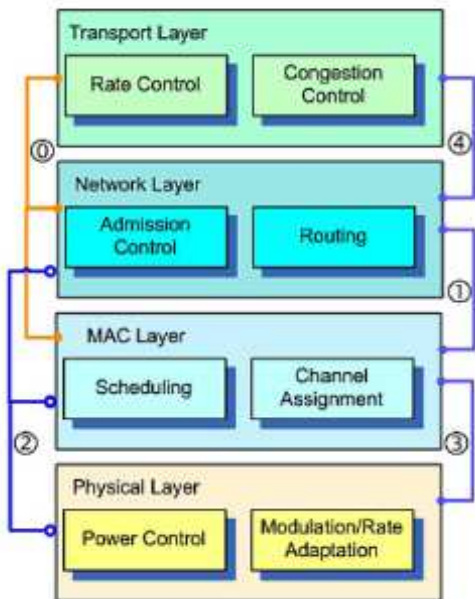 Transport Layer
Rate Control
Congestion
Control
⓪
④
Network Layer
Admission
Control
Routing
①
MAC Layer
Scheduling
Channel
Assignment
②
③
Physical Layer
Power Control
Modulation/Rate
Adaptation